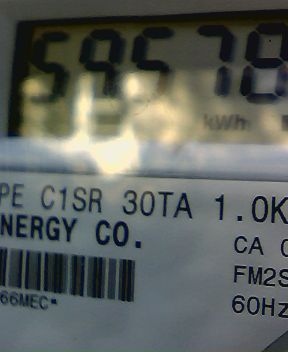 59578
kWh
PE C1SR 30TA 1.0K
NERGY CO.
CA
FM2S
60Hz
66MEC*